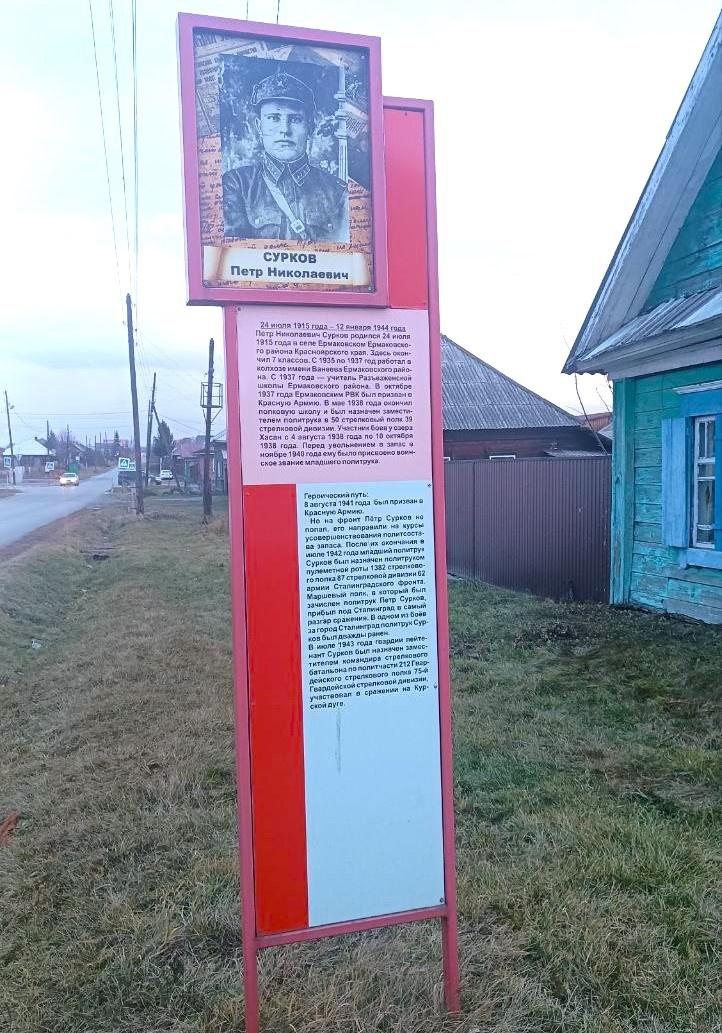 СУРКОВ
Петр Николаевич
24 июля 1915 года – 12 января 1944 года
Петр Николаевич Сурков родился 24 июля
1915 года в селе Ермаковском Ермаковско-
го района Красноярского края. Здесь окон-
чил 7 классов. С 1935 по 1937 год работал в
колхозе имени Ванеева Ермаковского райо-
на. С 1937 года — учитель Разъезженской
школы Ермаковского района. В октябре
1937 года Ермаковским РВК был призван в
Красную Армию. В мае 1938 года окончил
полковую школу и был назначен замести-
телем политрука в 50 стрелковый полк 39
стрелковой дивизии. Участник боев у озера
Хасан с 4 августа 1938 года по 10 октября
1938 года. Перед увольнением в запас в
ноябре 1940 года ему было присвоено воин-
ское звание младшего политрука.
Героический путь:
8 августа 1941 года был призван в
Красную Армию.
Но на фронт Пётр Сурков не
попал, его направили на курсы
усовершенствования политсоста-
ва запаса. После их окончания в
июле 1942 года младший политрук
Сурков был назначен политруком
пулеметной роты 1382 стрелково-
го полка 87 стрелковой дивизии 62
армии Сталинградского фронта.
Маршевый полк, в который был
зачислен политрук Петр Сурков,
прибыл под Сталинград в самый
разгар сражения. В одном из боёв
за город Сталинград политрук Сур-
ков был дважды ранен.
В июле 1943 года гвардии лейте-
нант Сурков был назначен замес-
тителем командира стрелкового
батальона по политчасти 212 Гвар-
дейского стрелкового полка 75-й
Гвардейской стрелковой дивизии,
участвовал в сражении на Кур-
ской дуге.